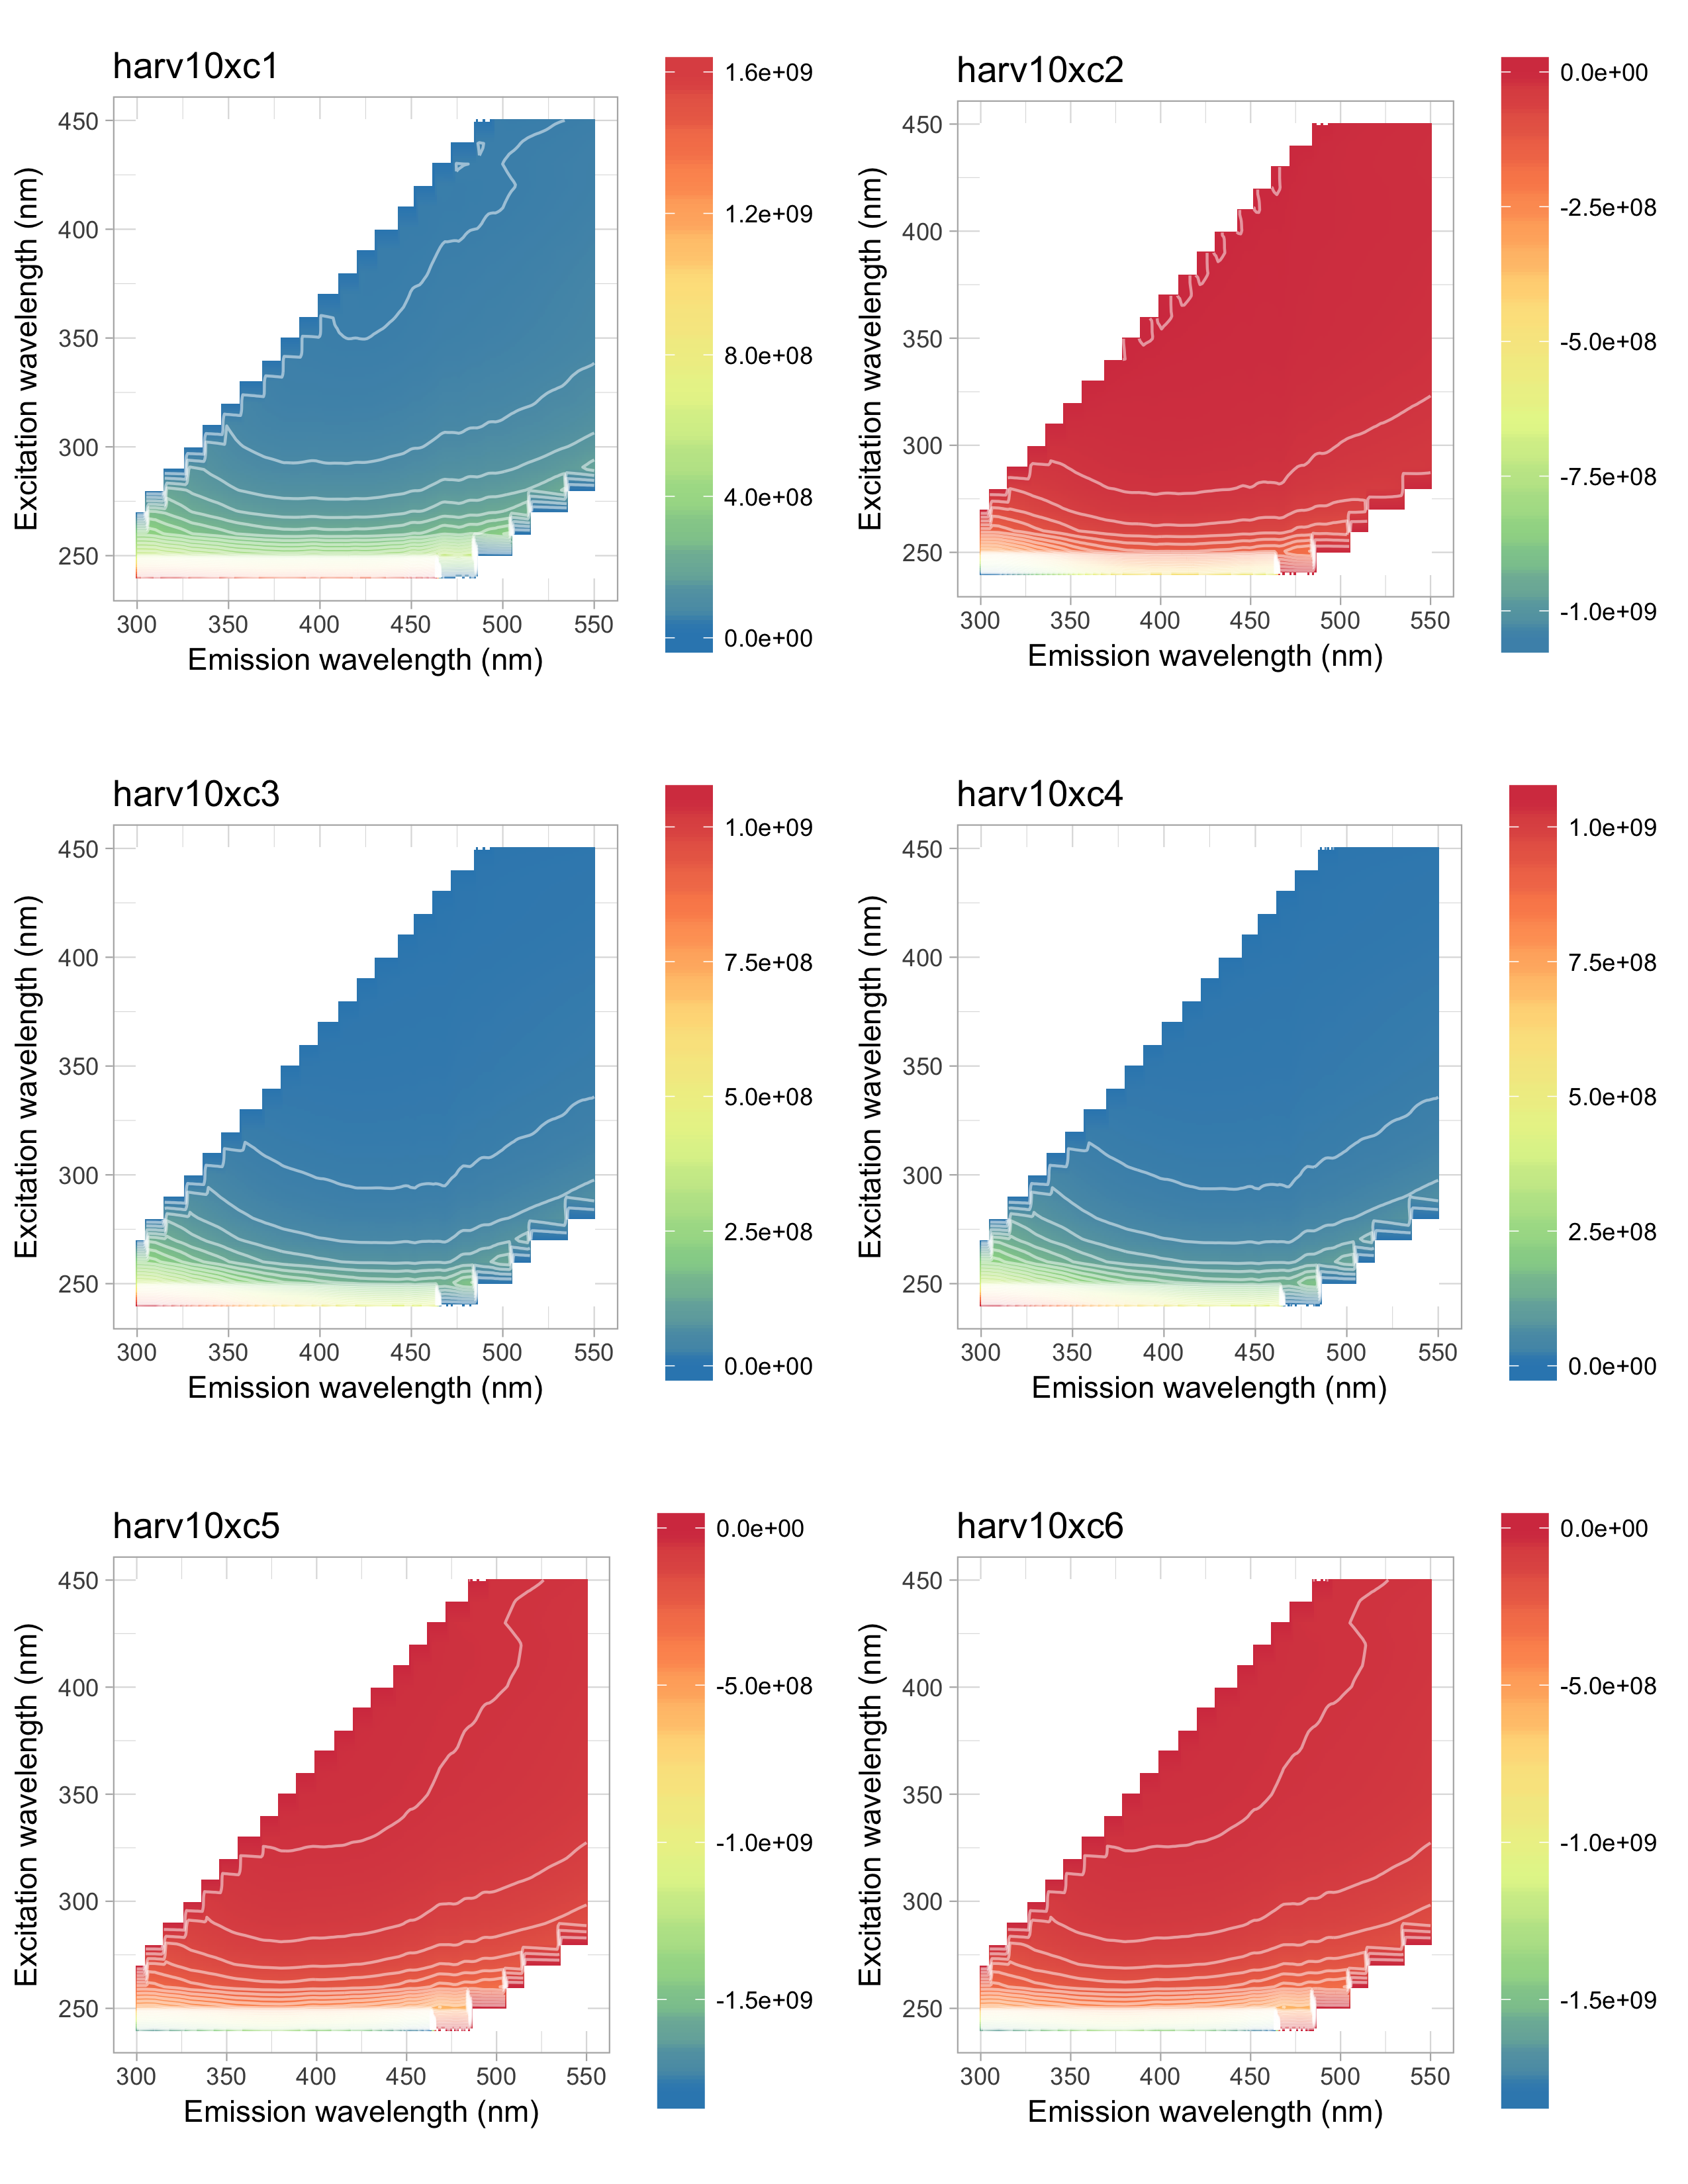 harv10xc1
1.6e+09
1.2e+09
8.0e+08
4.0e+08
0.0e+00
450
400
350
300
250
300 350 400 450 500 550
Emission wavelength (nm)
Excitation wavelength (nm)
harv10xc2
0.0e+00
-2.5e+08
-5.0e+08
-7.5e+08
-1.0e+09
450
400
350
300
250
300 350 400 450 500 550
Emission wavelength (nm)
Excitation wavelength (nm)
harv10xc3
1.0e+09
7.5e+08
5.0e+08
2.5e+08
0.0e+00
450
400
350
300
250
300 350 400 450 500 550
Emission wavelength (nm)
Excitation wavelength (nm)
harv10xc4
1.0e+09
7.5e+08
5.0e+08
2.5e+08
0.0e+00
450
400
350
300
250
300 350 400 450 500 550
Emission wavelength (nm)
Excitation wavelength (nm)
harv10xc5
0.0e+00
-5.0e+08
-1.0e+09
-1.5e+09
450
400
350
300
250
300 350 400 450 500 550
Emission wavelength (nm)
Excitation wavelength (nm)
harv10xc6
0.0e+00
-5.0e+08
-1.0e+09
-1.5e+09
450
400
350
300
250
300 350 400 450 500 550
Emission wavelength (nm)
Excitation wavelength (nm)